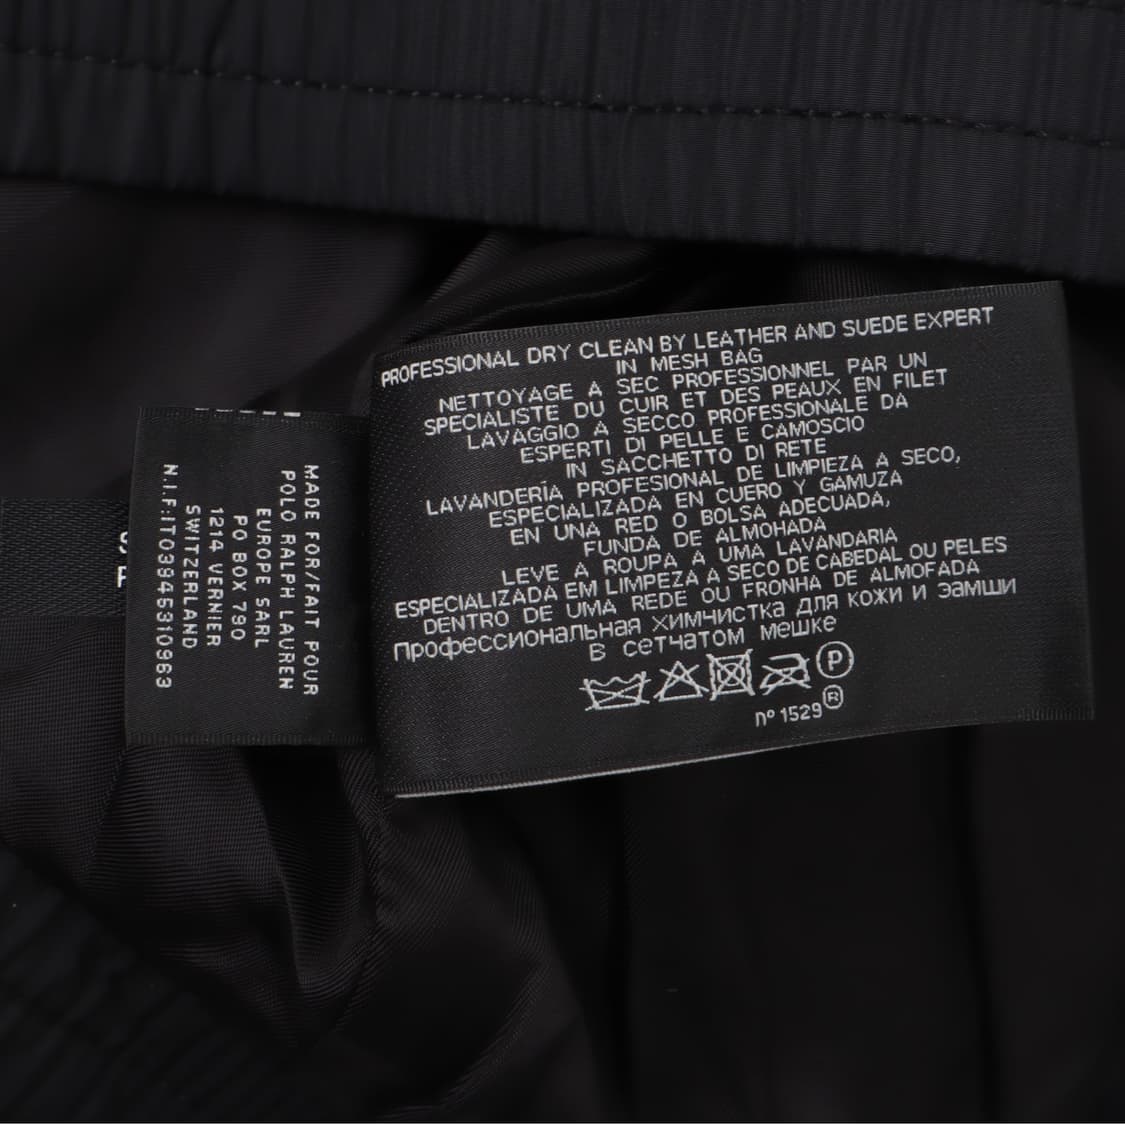 PROFESSIONAL DRY CLEAN BY LEATHER AND SUEDE EXPERT
IN MESH BAG
NETTOYAGE A SEC PROFESSIONNEL PAR UN
SPECIALISTE DU CUIR ET DES PEAUX EN FILET
LAVAGGIO A SECCO PROFESSIONALE DA
ESPERTI DI PELLE E CAMOSCIO
IN SACCHETTO DI RETE
LAVANDERÍA PROFESIONAL DE LIMPIEZA A SECO,
ESPECIALIZADA EN CUERO Y GAMUZA
EN UNA RED O BOLSA ADECUADA,
FUNDA DE ALMOHADA
LEVE A ROUPA A UMA LAVANDARIA
ESPECIALIZADA EM LIMPEZA A SECO DE CABEDAL OU PELES
DENTRO DE UMA REDE OU FRONHA DE ALMOFADA
Профессиональная химчистка для кожи и замши
в сетчатом мешке
P
nº 1529®
MADE FOR/FAIT POUR
POLO RALPH LAUREN
EUROPE SARL
PO BOX 790
1214 VERNIER
SWITZERLAND
N.I.F:IT03945310963